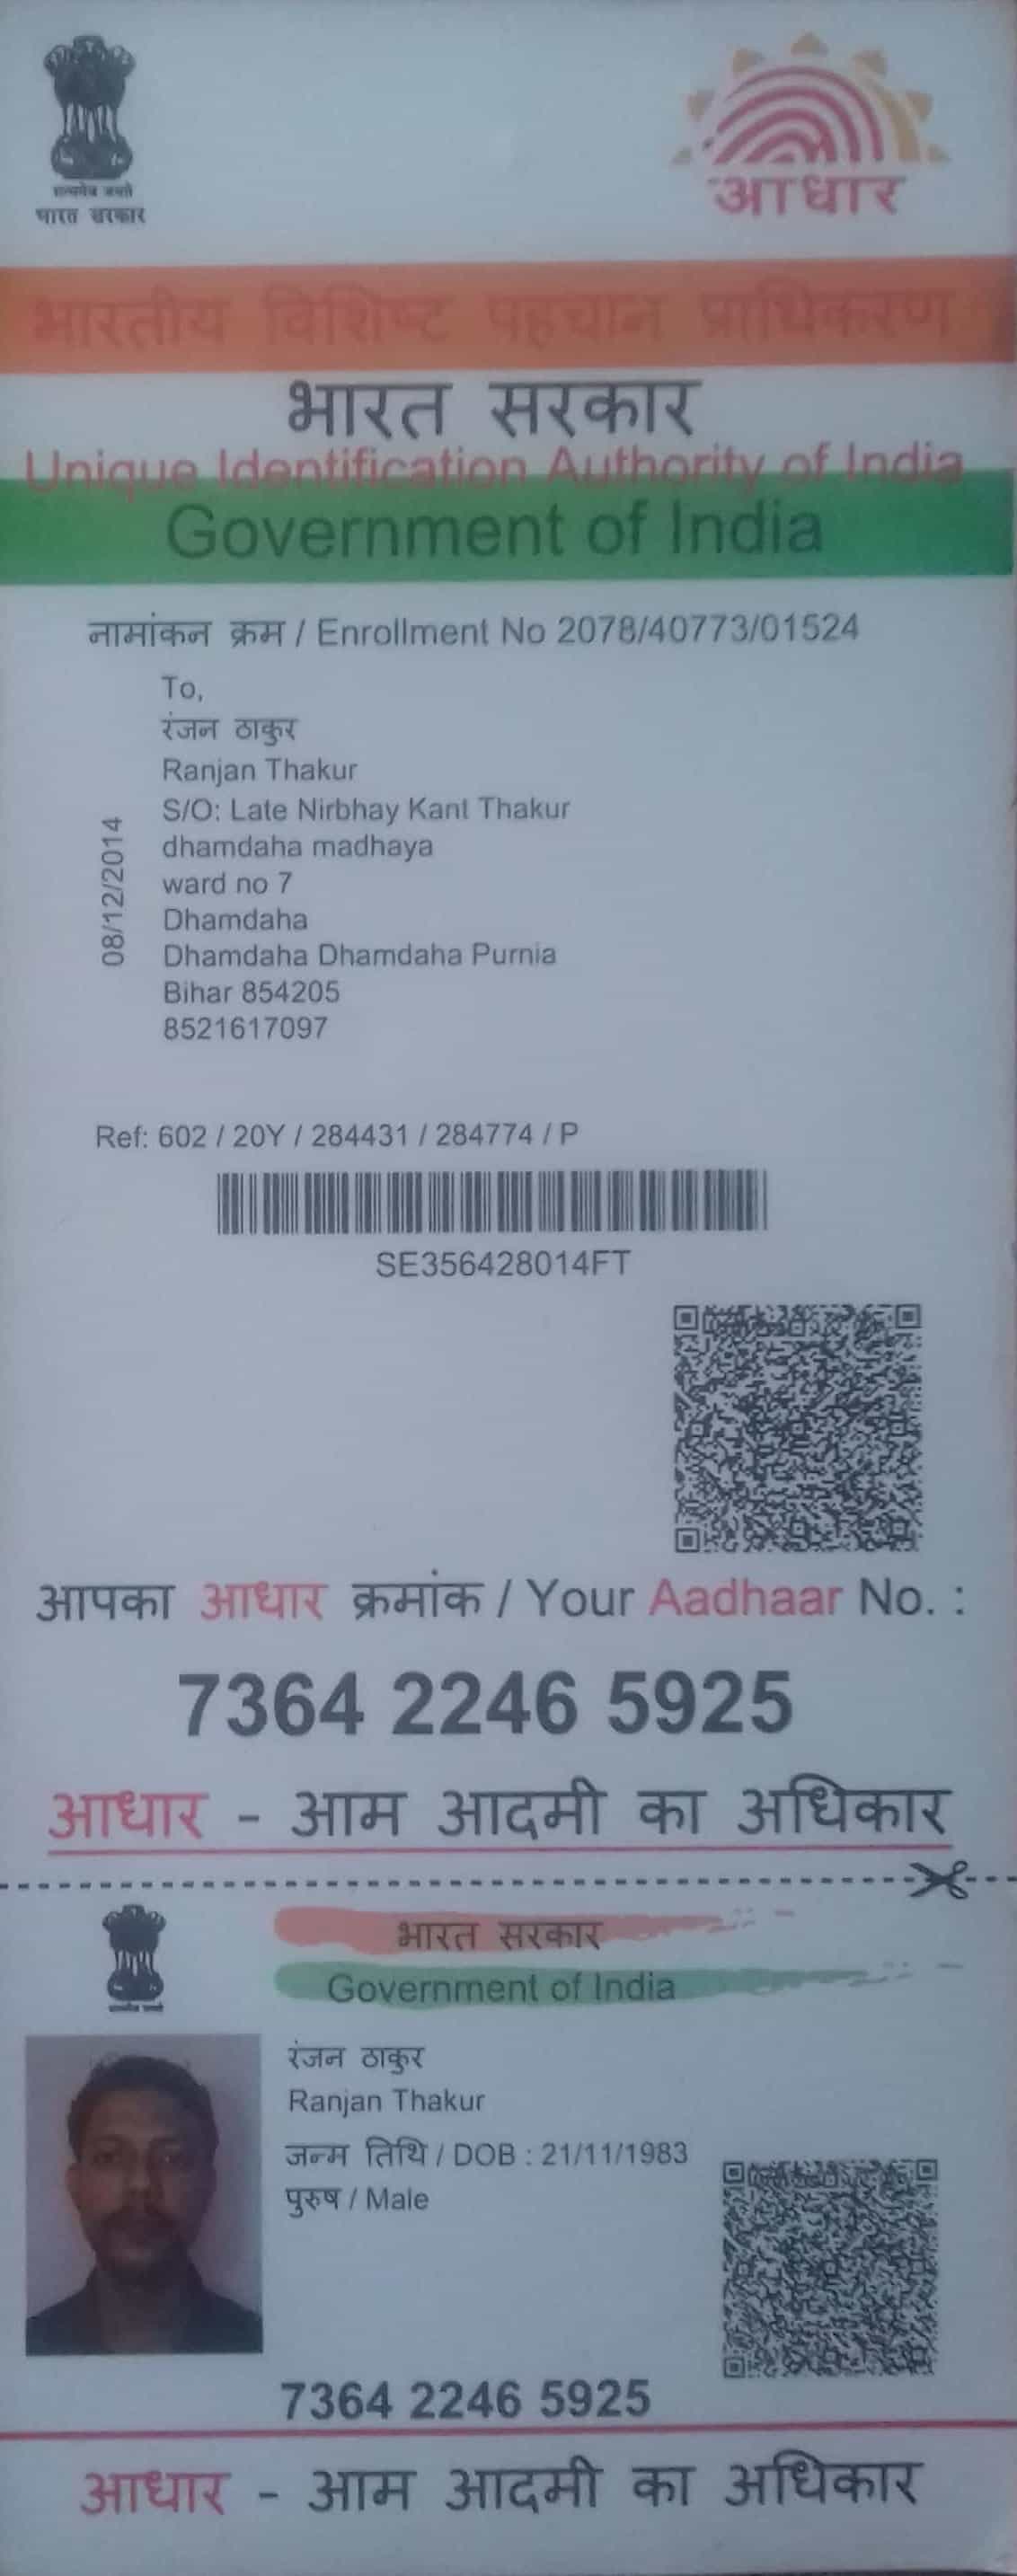 सत्यमेव जयते
भारत सरकार
आधार
भारतीय विशिष्ट पहचान प्राधिकरण
भारत सरकार
Unique Identification Authority of India
Government of India
नामांकन क्रम / Enrollment No 2078/40773/01524
To,
रंजन ठाकुर
Ranjan Thakur
S/O: Late Nirbhay Kant Thakur
dhamdaha madhaya
ward no 7
Dhamdaha
Dhamdaha Dhamdaha Purnia
Bihar 854205
8521617097
08/12/2014
Ref: 602 / 20Y / 284431 / 284774 / P
SE356428014FT
आपका आधार क्रमांक / Your Aadhaar No. :
7364 2246 5925
आधार - आम आदमी का अधिकार
भारत सरकार
Government of India
रंजन ठाकुर
Ranjan Thakur
जन्म तिथि / DOB : 21/11/1983
पुरुष / Male
7364 2246 5925
आधार - आम आदमी का अधिकार